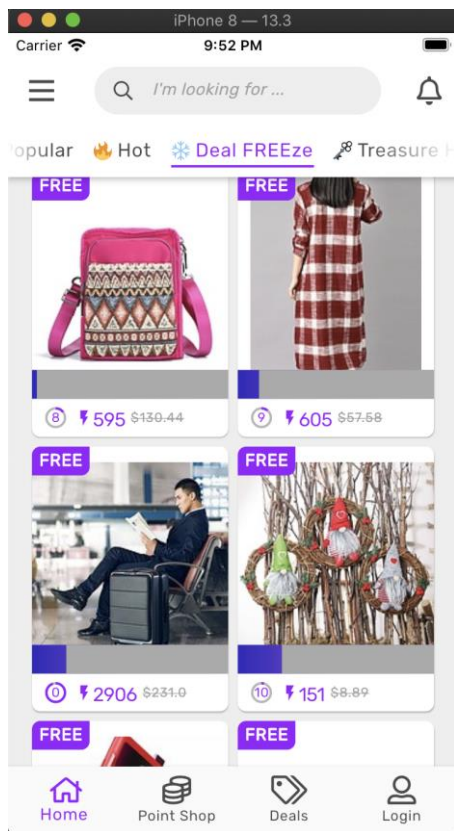 iPhone 8 — 13.3
Carrier 9:52 PM
I'm looking for ...
opular Hot Deal FREEze Treasure H
FREE FREE
8 595 $130.44 9 605 $57.58
FREE FREE
0 2906 $231.0 10 151 $8.89
FREE FREE
Home Point Shop Deals Login